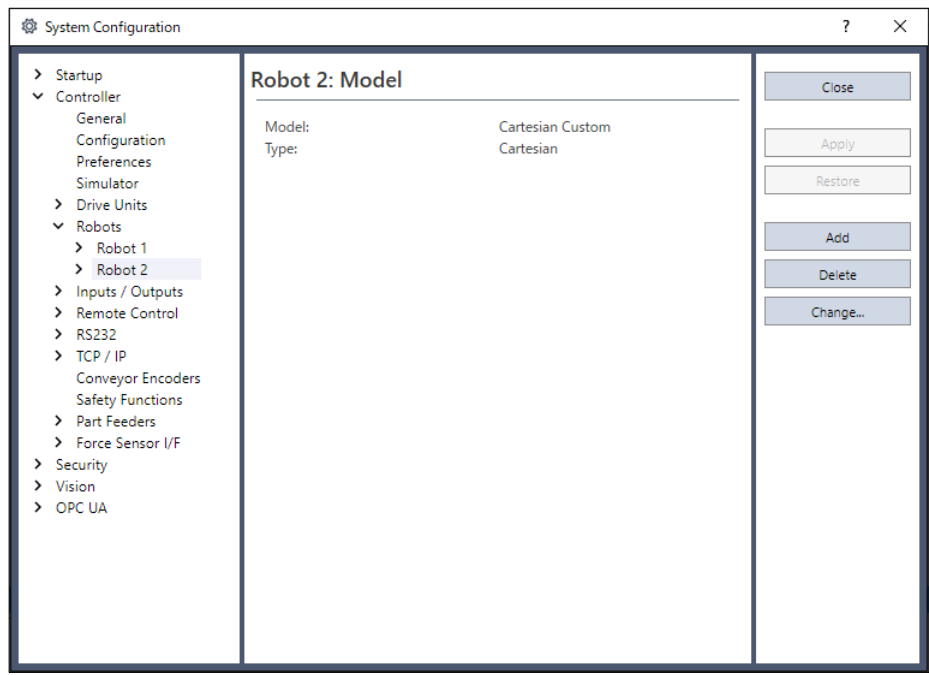 System Configuration
Startup
Controller
General
Configuration
Preferences
Simulator
Drive Units
Robots
Robot 1
Robot 2
Inputs / Outputs
Remote Control
RS232
TCP / IP
Conveyor Encoders
Safety Functions
Part Feeders
Force Sensor I/F
Security
Vision
OPC UA
Robot 2: Model
Model: Cartesian Custom
Type: Cartesian
Close
Apply
Restore
Add
Delete
Change...